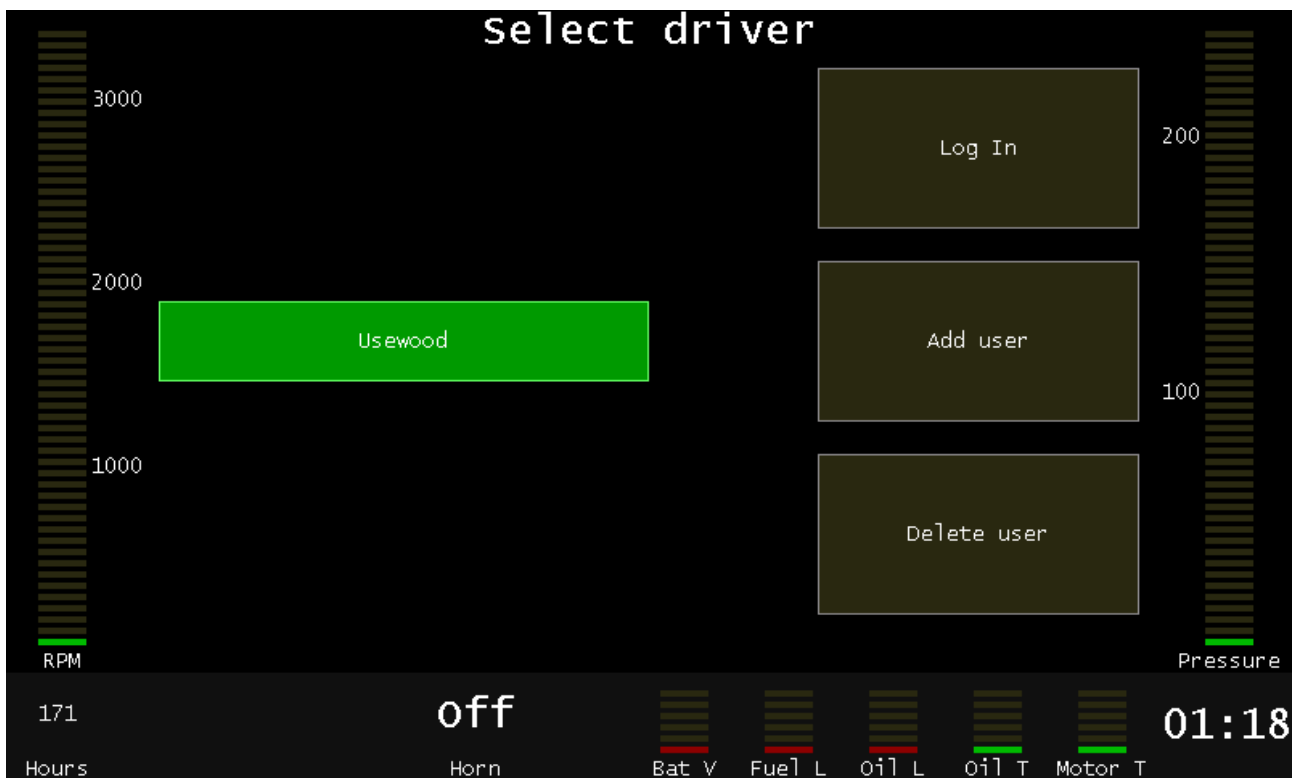 Select driver
3000
Log In
200
2000
Usewood
Add user
100
1000
Delete user
RPM
Pressure
171
Off
01:18
Hours
Horn
Bat V
Fuel L
Oil L
Oil T
Motor T